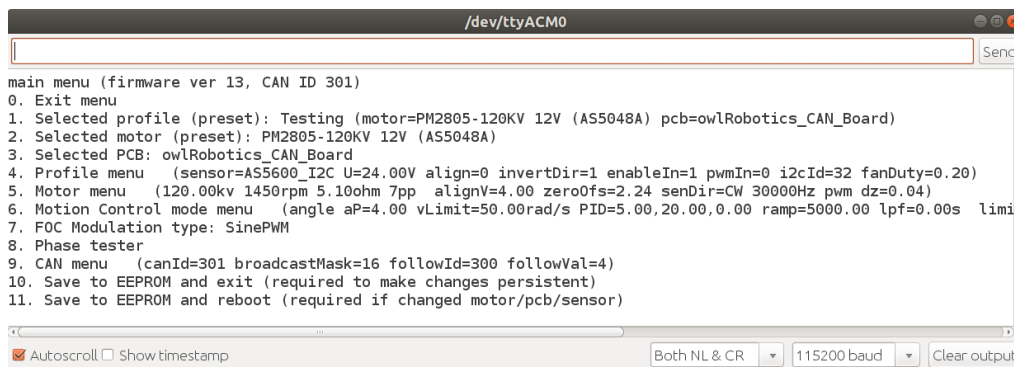 /dev/ttyACM0
Send
main menu (firmware ver 13, CAN ID 301)
0. Exit menu
1. Selected profile (preset): Testing (motor=PM2805-120KV 12V (AS5048A) pcb=owlRobotics_CAN_Board)
2. Selected motor (preset): PM2805-120KV 12V (AS5048A)
3. Selected PCB: owlRobotics_CAN_Board
4. Profile menu   (sensor=AS5600_I2C U=24.00V align=0 invertDir=1 enableIn=1 pwmIn=0 i2cId=32 fanDuty=0.20)
5. Motor menu   (120.00kv 1450rpm 5.10ohm 7pp  alignV=4.00 zeroOfs=2.24 senDir=CW 30000Hz pwm dz=0.04)
6. Motion Control mode menu   (angle aP=4.00 vLimit=50.00rad/s PID=5.00,20.00,0.00 ramp=5000.00 lpf=0.00s  limi
7. FOC Modulation type: SinePWM
8. Phase tester
9. CAN menu   (canId=301 broadcastMask=16 followId=300 followVal=4)
10. Save to EEPROM and exit (required to make changes persistent)
11. Save to EEPROM and reboot (required if changed motor/pcb/sensor)
Autoscroll Show timestamp Both NL & CR 115200 baud Clear output